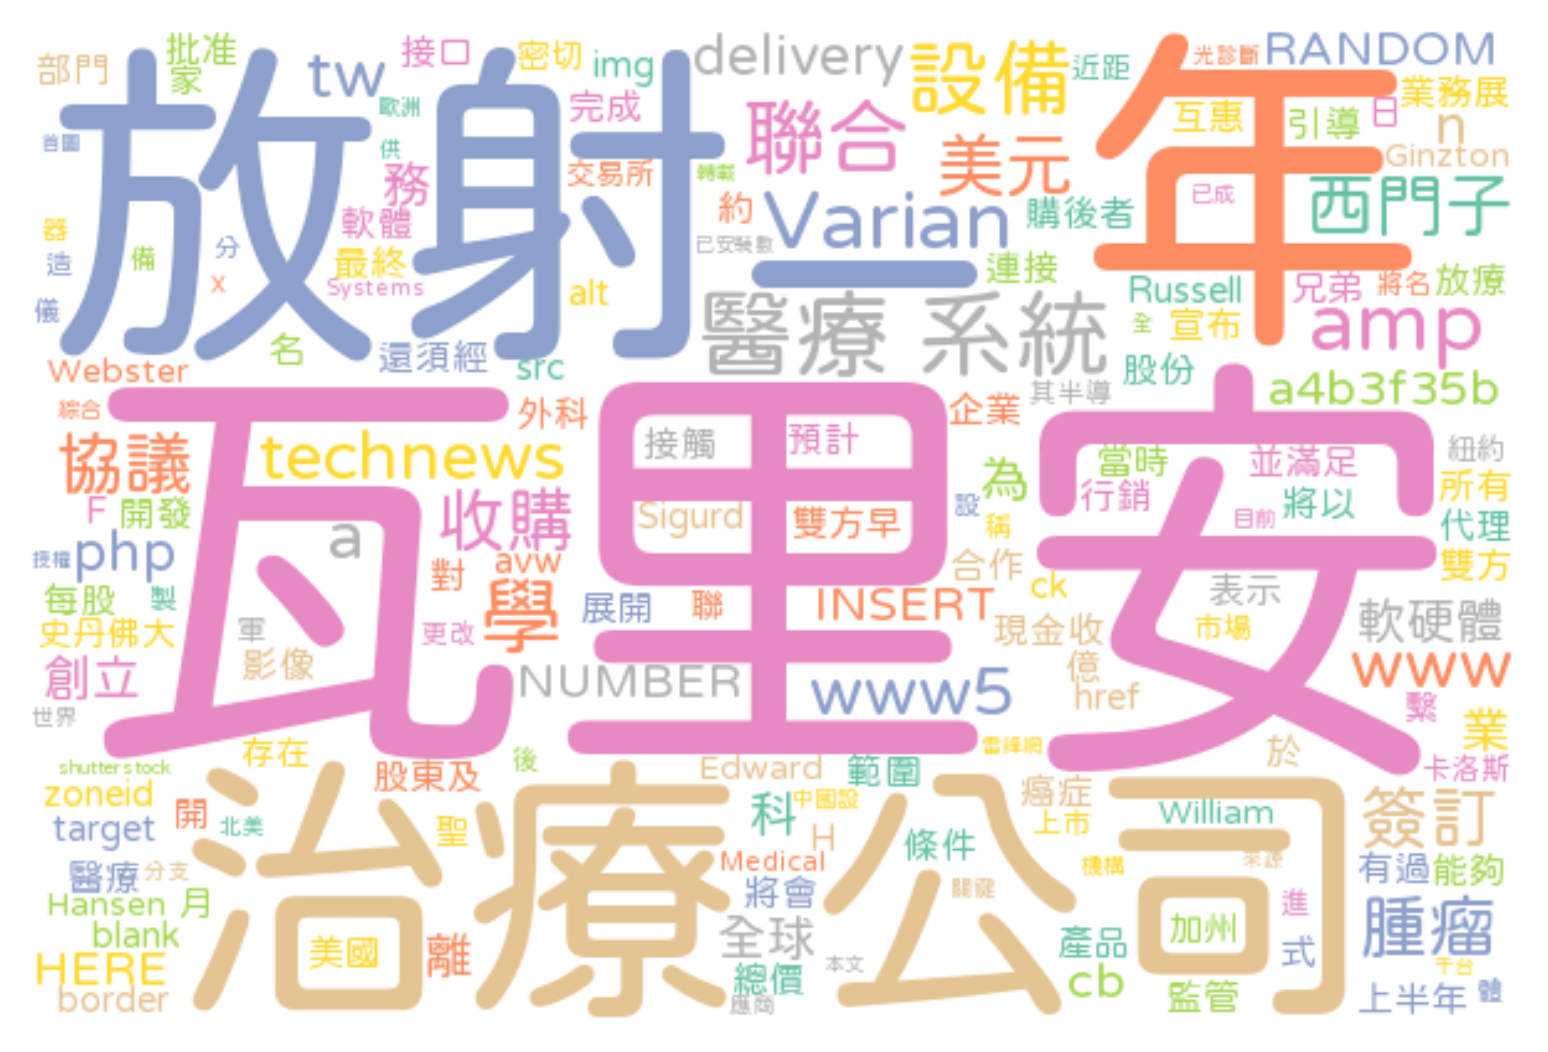 部門
批准
家
tw
接口
密切
img
delivery
設備
近距
光診斷
RANDOM
放射
年
歐洲
完成
聯合
互惠
引導
日
業務展
n
首圖
供
務
交易所
轉載
美元
Ginzton
已成
西門子
約
Varian
購後者
軟體
器
備
分
造
x
最終
Systems
已安裝數
一
連接
alt
醫療 系統
Russell
兄弟
將名
放療
儀
全
宣布
amp
名
還須經
src
Webster
股份
a4b3f35b
其半導
瓦里安
綜合
外科
企業
協議
technews
接觸
預計
當時
並滿足
紐約
F
開發
收購
Sigurd
雙方早
為
行銷
將以
所有
設
稱
目前
代理
授權
php
a
avw
對
合作
雙方
每股
製
學
展開
聯
INSERT
ck
表示
軟硬體
史丹佛大
軍
更改
現金收
市場
創立
影像
NUMBER
www5
億
href
www
世界
繫
業
存在
後
雷鋒網
於
shutterstock
股東及
Edward
範圍
卡洛斯
zoneid
治療
公司
癌症
簽訂
target
開
北美
聖
科
中國設
H
條件
上市
William
醫療
分支
Medical
機構
來源
有過
能夠
Hansen
月
將會
關鍵
進
blank
美國
離
全球
產品
加州
式
腫瘤
HERE
總價
本文
cb
千台
border
應商
監管
上半年
體